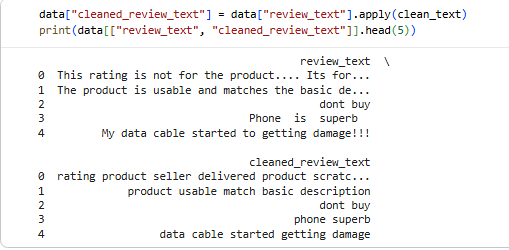 data["cleaned_review_text"] = data["review_text"].apply(clean_text)
print(data[["review_text", "cleaned_review_text"]].head(5))
review_text \
0 This rating is not for the product.... Its for...
1 The product is usable and matches the basic de...
2 dont buy
3 Phone is superb
4 My data cable started to getting damage!!!
cleaned_review_text
0 rating product seller delivered product scratc...
1 product usable match basic description
2 dont buy
3 phone superb
4 data cable started getting damage